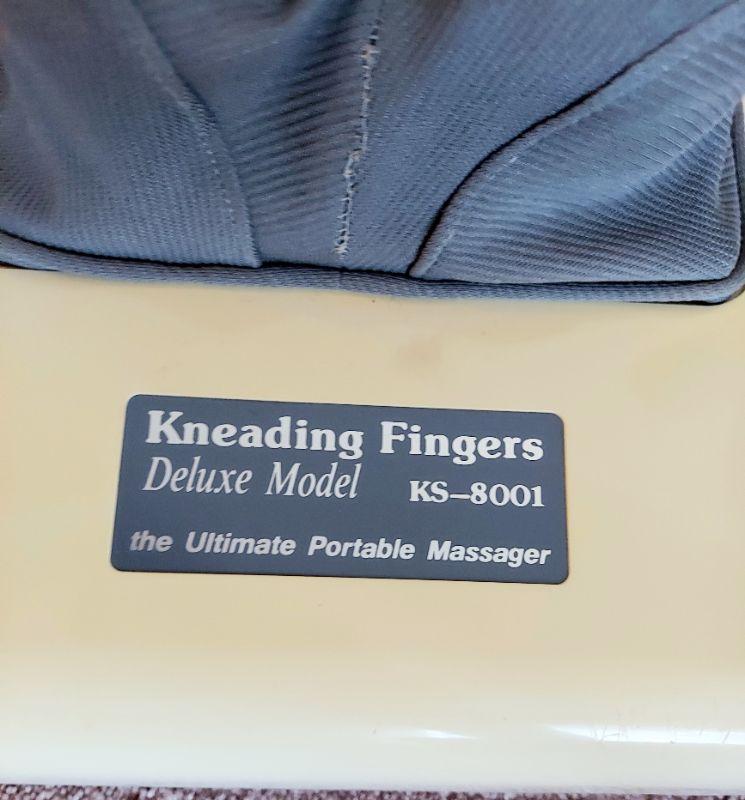 Kneading Fingers
Deluxe Model KS-8001
the Ultimate Portable Massager